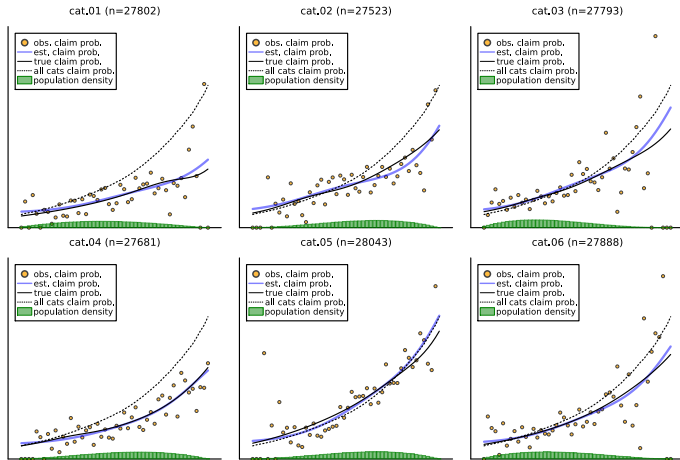 cat.01 (n=27802)
obs. claim prob.
est. claim prob.
true claim prob.
all cats claim prob.
population density
cat.02 (n=27523)
obs. claim prob.
est. claim prob.
true claim prob.
all cats claim prob.
population density
cat.03 (n=27793)
obs. claim prob.
est. claim prob.
true claim prob.
all cats claim prob.
population density
cat.04 (n=27681)
obs. claim prob.
est. claim prob.
true claim prob.
all cats claim prob.
population density
cat.05 (n=28043)
obs. claim prob.
est. claim prob.
true claim prob.
all cats claim prob.
population density
cat.06 (n=27888)
obs. claim prob.
est. claim prob.
true claim prob.
all cats claim prob.
population density